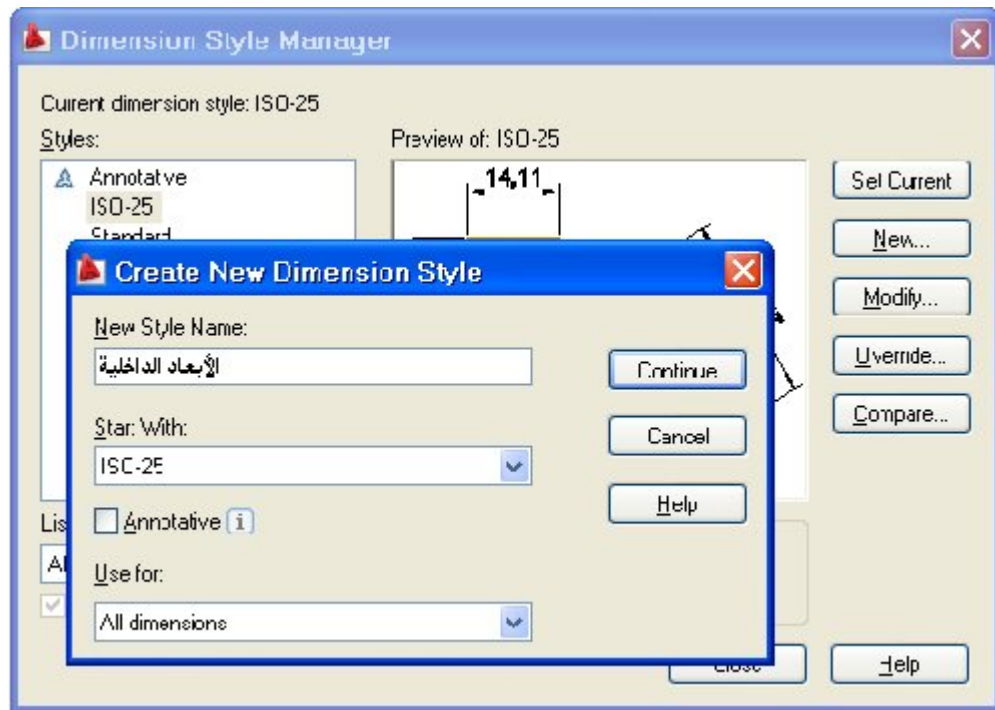 Dimension Style Manager
Current dimension style: ISO-25
Styles:
Preview of: ISO-25
Annotative
ISO-25
Standard
14,11
Set Current
New...
Modify...
Override...
Compare...
Create New Dimension Style
New Style Name:
الأبعاد الداخلية
Continue
Start With:
Cancel
ISO-25
Help
Annotative
Use for:
All dimensions
Lis
Al
Close
Help